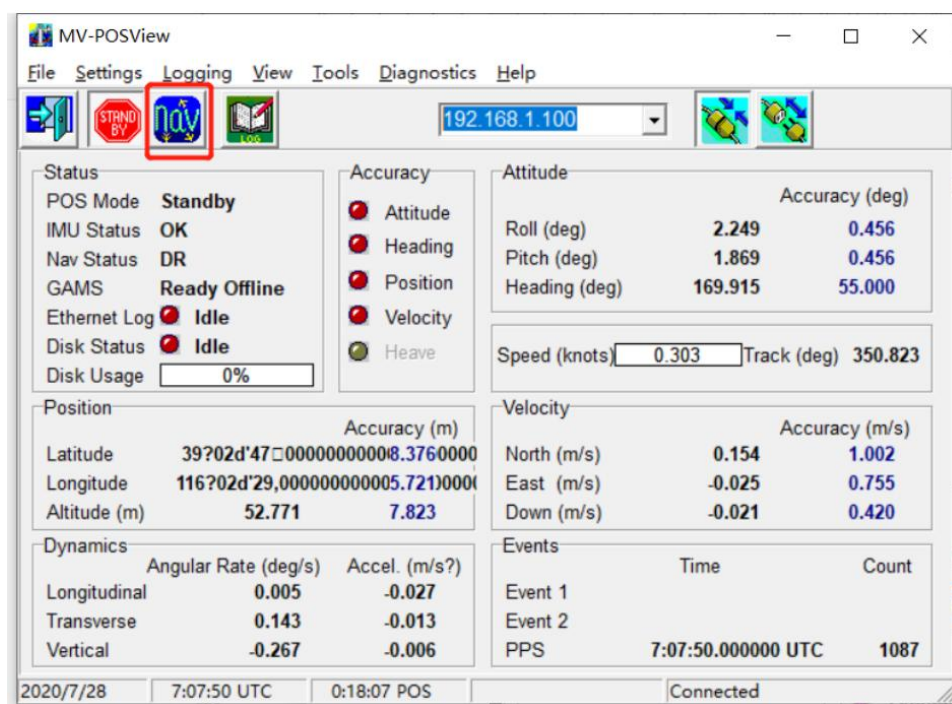 MV-POSView
File Settings Logging View Tools Diagnostics Help
STAND BY nav LOG 192.168.1.100
Status
POS Mode Standby
IMU Status OK
Nav Status DR
GAMS Ready Offline
Ethernet Log Idle
Disk Status Idle
Disk Usage 0%
Accuracy
Attitude
Heading
Position
Velocity
Heave
Attitude
Accuracy (deg)
Roll (deg) 2.249 0.456
Pitch (deg) 1.869 0.456
Heading (deg) 169.915 55.000
Speed (knots) 0.303 Track (deg) 350.823
Position
Accuracy (m)
Latitude 39?02d'47□00000000008.3760000
Longitude 116?02d'29,00000000005.721)0000
Altitude (m) 52.771 7.823
Velocity
Accuracy (m/s)
North (m/s) 0.154 1.002
East (m/s) -0.025 0.755
Down (m/s) -0.021 0.420
Dynamics
Angular Rate (deg/s) Accel. (m/s?)
Longitudinal 0.005 -0.027
Transverse 0.143 -0.013
Vertical -0.267 -0.006
Events
Time Count
Event 1
Event 2
PPS 7:07:50.000000 UTC 1087
2020/7/28 7:07:50 UTC 0:18:07 POS Connected